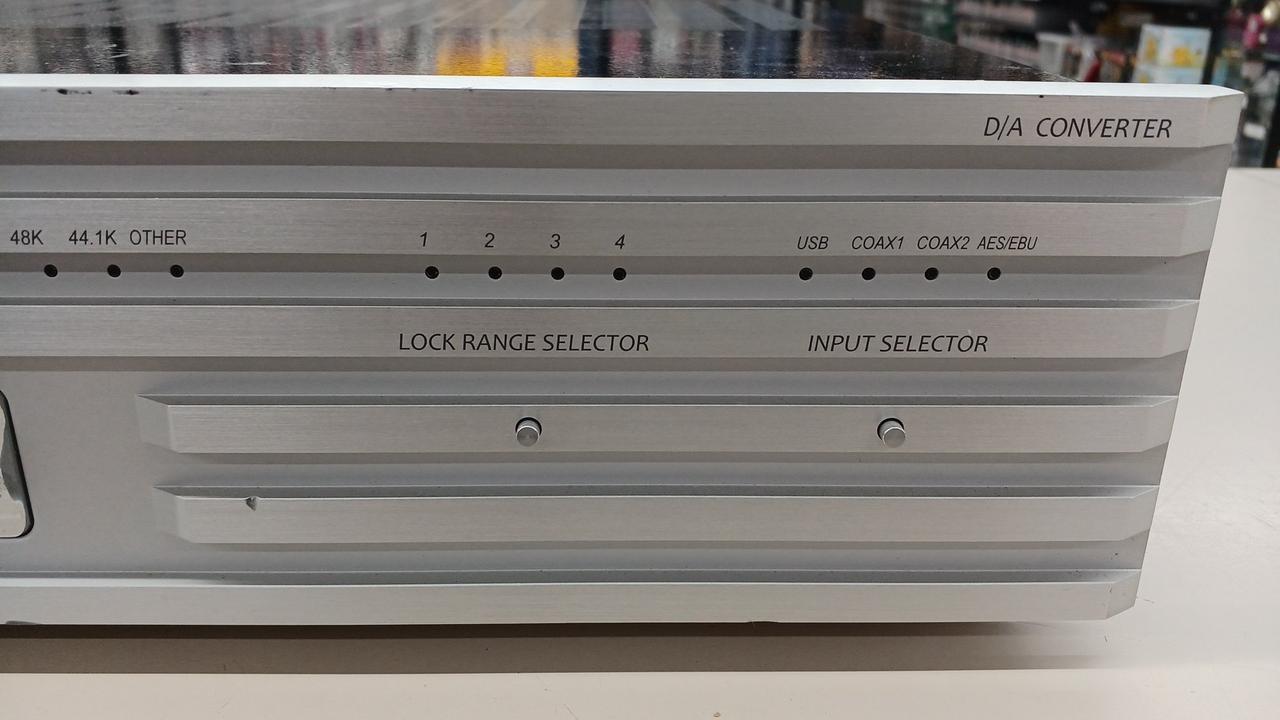 D/A CONVERTER
48K 44.1K OTHER 1 2 3 4 USB COAX1 COAX2 AES/EBU
LOCK RANGE SELECTOR INPUT SELECTOR